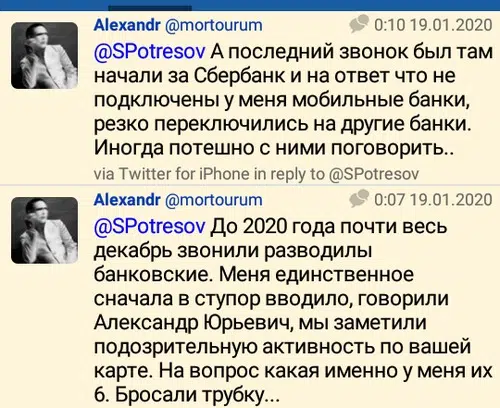 Alexandr @mortourum 0:10 19.01.2020
@SPotresov А последний звонок был там
начали за Сбербанк и на ответ что не
подключены у меня мобильные банки,
резко переключились на другие банки.
Иногда потешно с ними поговорить..
via Twitter for iPhone in reply to @SPotresov
Alexandr @mortourum 0:07 19.01.2020
@SPotresov До 2020 года почти весь
декабрь звонили разводилы
банковские. Меня единственное
сначала в ступор вводило, говорили
Александр Юрьевич, мы заметили
подозрительную активность по вашей
карте. На вопрос какая именно у меня их
6. Бросали трубку...